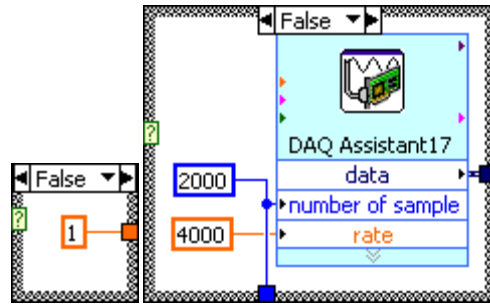 False
?
1
False
?
DAQ Assistant17
data
2000
number of sample
4000
rate